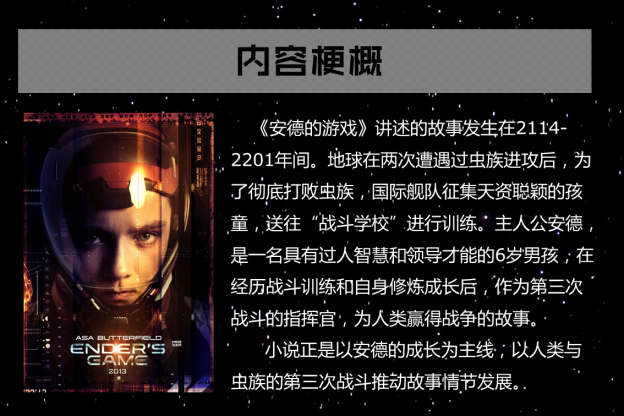 内容梗概
《安德的游戏》讲述的故事发生在2114-
2201年间。地球在两次遭遇过虫族进攻后，为
了彻底打败虫族，国际舰队征集天资聪颖的孩
童，送往“战斗学校”进行训练。主人公安德，
是一名具有过人智慧和领导才能的6岁男孩，在
经历战斗训练和自身修炼成长后，作为第三次
战斗的指挥官，为人类赢得战争的故事。
小说正是以安德的成长为主线，以人类与
虫族的第三次战斗推动故事情节发展。.
ASA BUTTERFIELD
ENDER'S
GAME
2013